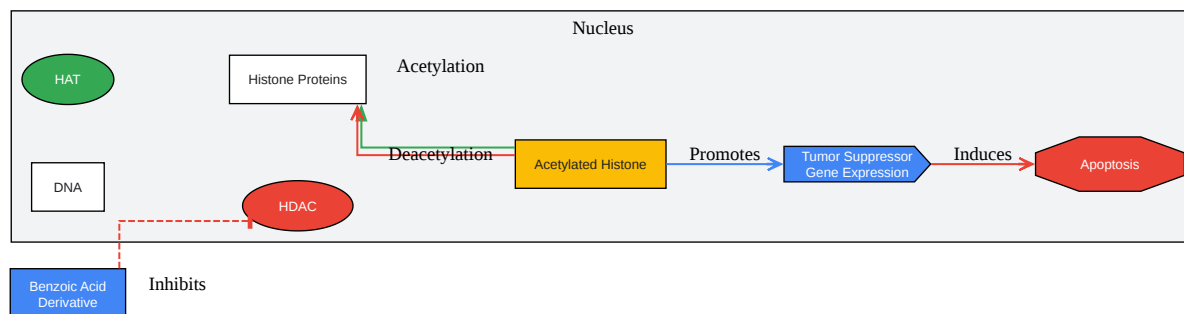 Nucleus
HAT
Histone Proteins
Acetylation
Deacetylation
Acetylated Histone
Promotes
Tumor Suppressor
Gene Expression
Induces
Apoptosis
DNA
HDAC
Benzoic Acid
Derivative
Inhibits